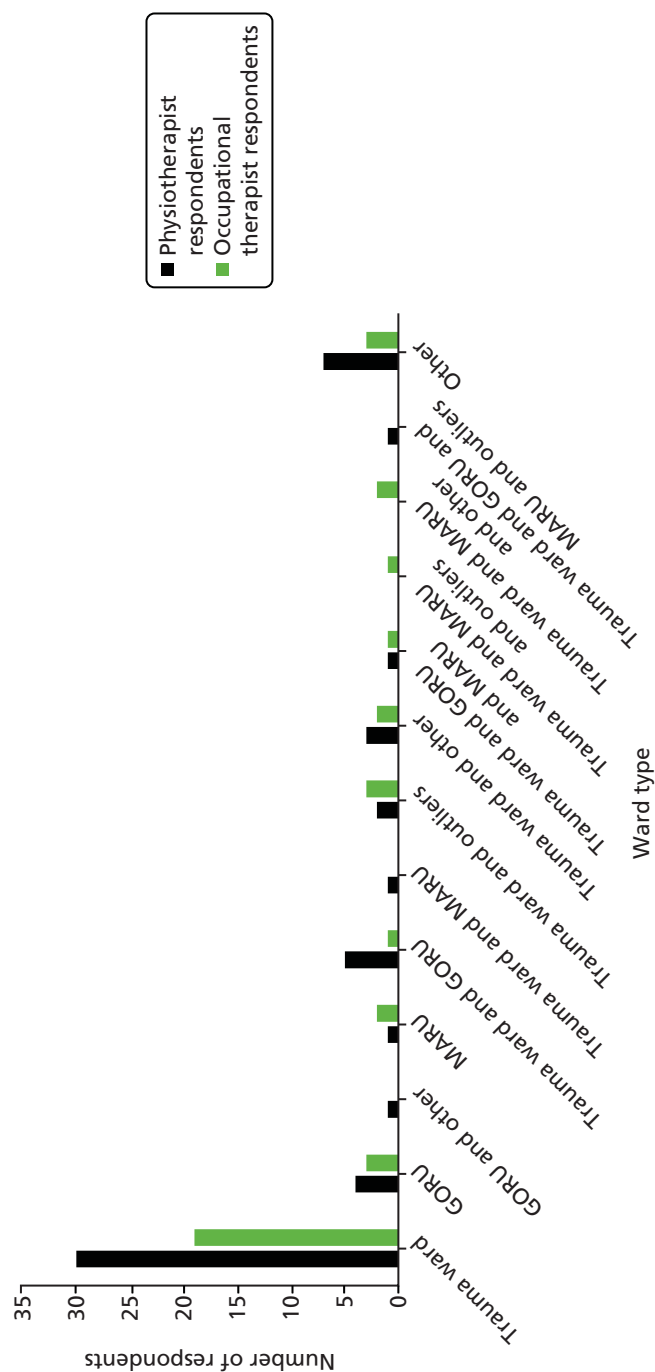 Physiotherapist
respondents
Occupational
therapist respondents
Number of respondents
35
30
25
20
15
10
5
0
Trauma ward
GORU
GORU and other
MARU
Trauma ward and GORU
Trauma ward and MARU
Trauma ward and outliers
Trauma ward and other
Trauma ward and GORU
and MARU
Trauma ward and MARU
and outliers
Trauma ward and MARU
and other
Trauma ward and GORU and
MARU and outliers
Other
Ward type